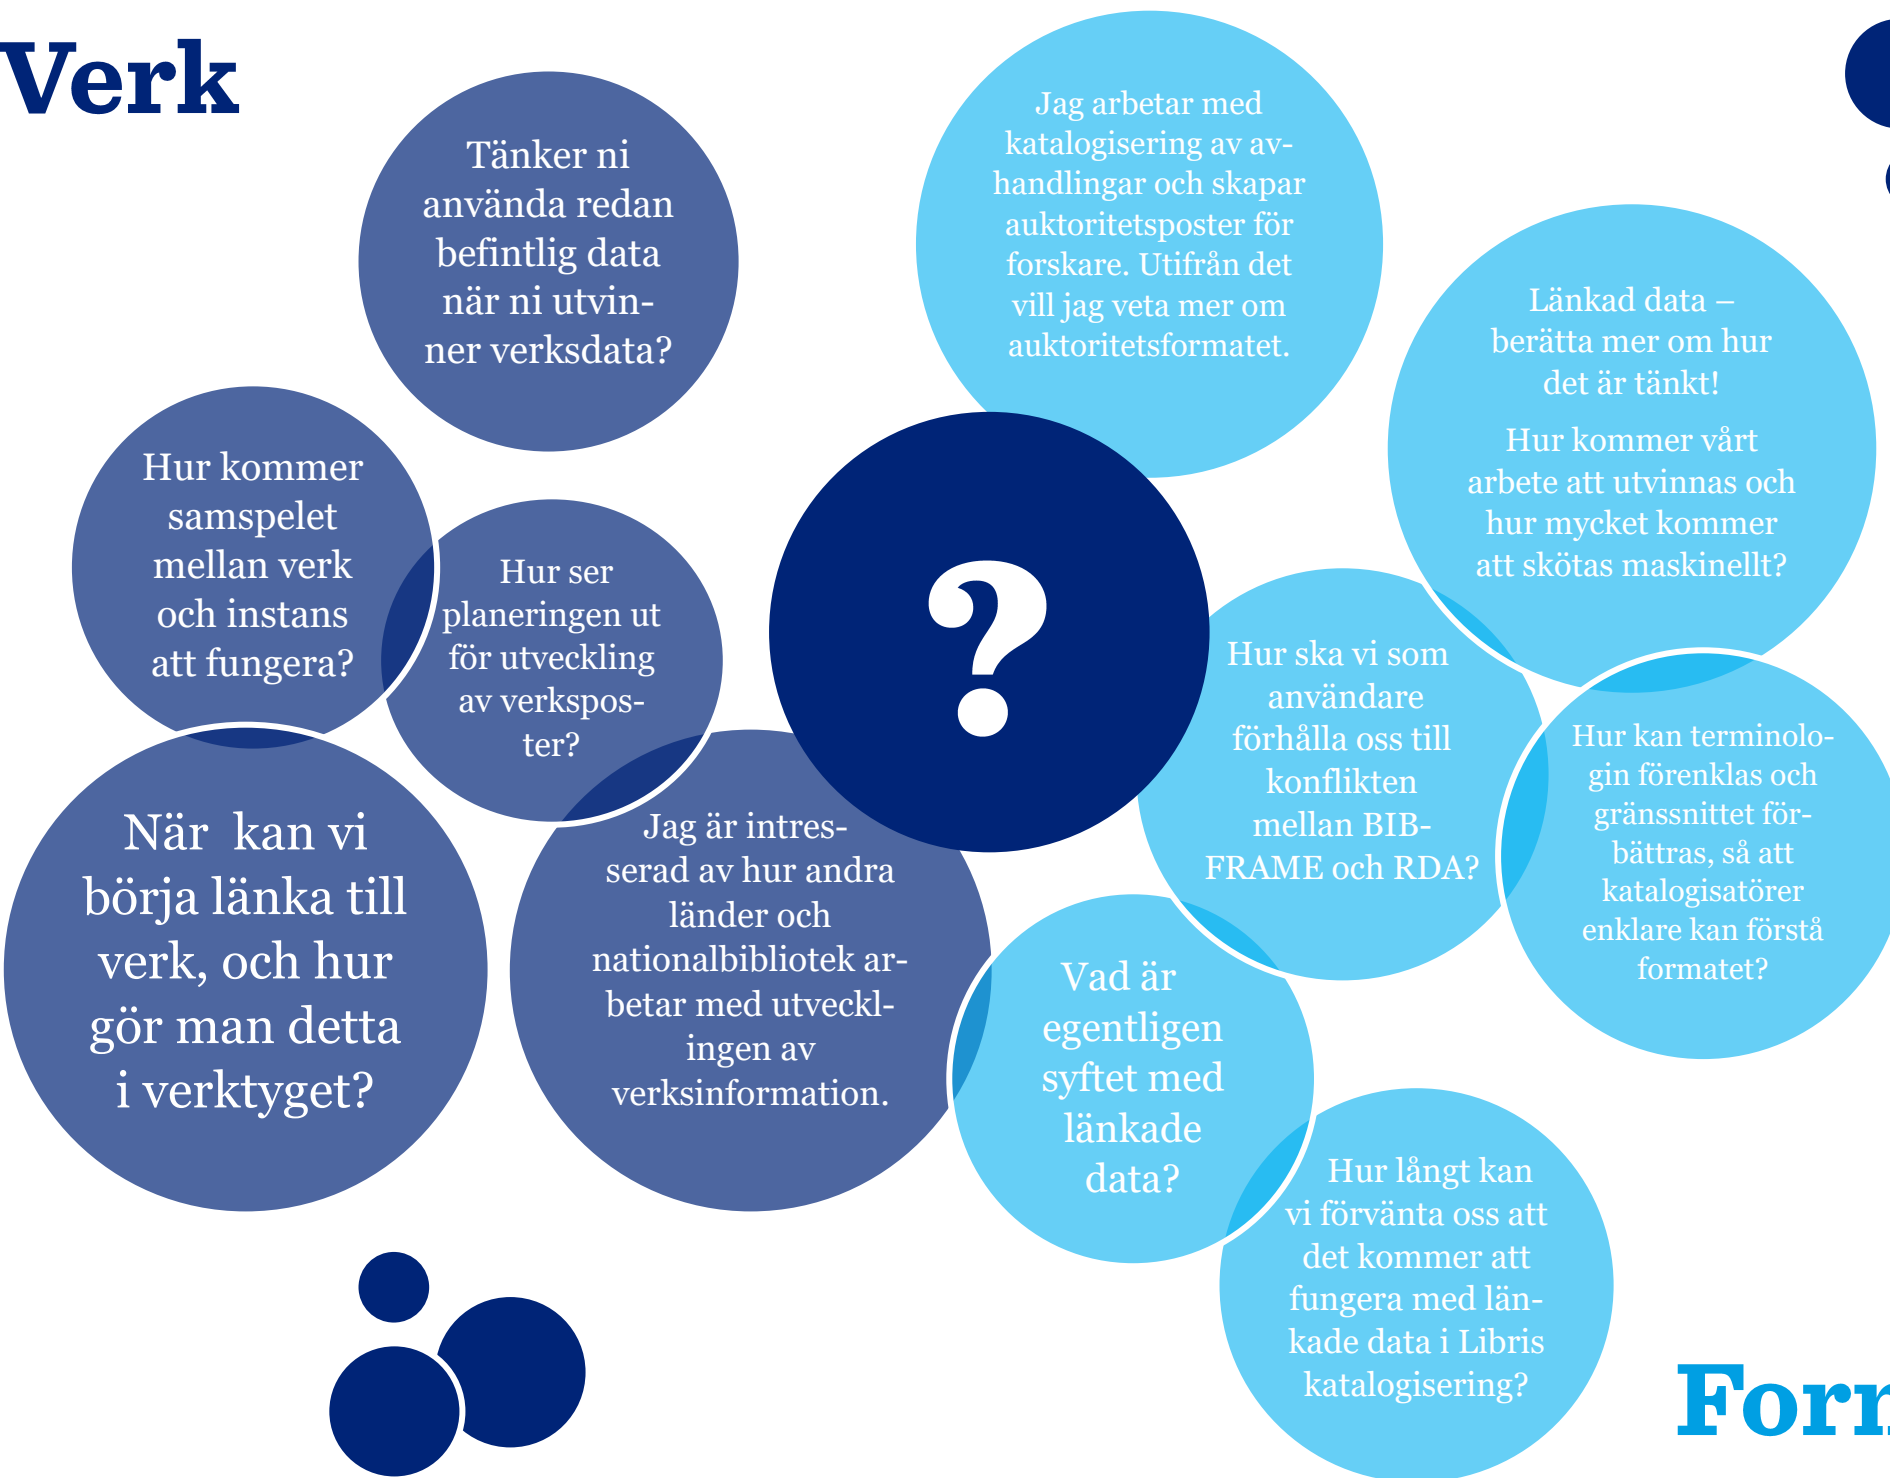 Verk
Tänker ni
använda redan
befintlig data
när ni utvin-
ner verksdata?
Hur kommer
samspelet
mellan verk
och instans
att fungera?
Hur ser
planeringen ut
för utveckling
av verkspos-
ter?
När kan vi
börja länka till
verk, och hur
gör man detta
i verktyget?
Jag är intres-
serad av hur andra
länder och
nationalbibliotek ar-
betar med utveckl-
ingen av
verksinformation.
?
Jag arbetar med
katalogisering av av-
handlingar och skapar
auktoritetsposter för
forskare. Utifrån det
vill jag veta mer om
auktoritetsformatet.
Länkad data –
berätta mer om hur
det är tänkt!
Hur kommer vårt
arbete att utvinnas och
hur mycket kommer
att skötas maskinellt?
Hur ska vi som
användare
förhålla oss till
konflikten
mellan BIB-
FRAME och RDA?
Hur kan terminolo-
gin förenklas och
gränssnittet för-
bättras, så att
katalogisatörer
enklare kan förstå
formatet?
Vad är
egentligen
syftet med
länkade
data?
Hur långt kan
vi förvänta oss att
det kommer att
fungera med län-
kade data i Libris
katalogisering?